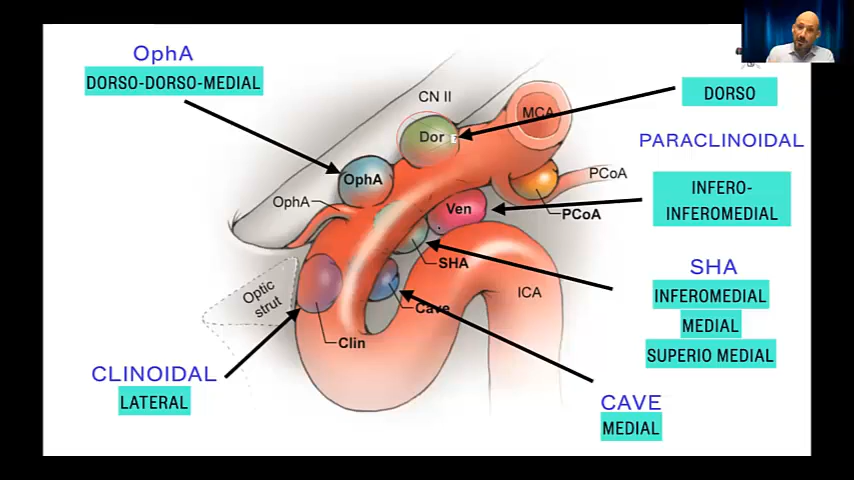 OphA
DORSO-DORSO-MEDIAL
CN II
MCA
Dor
DORSO
PARACLINOIDAL
OphA
PCoA
OphA
Ven
PCoA
INFERO-
INFEROMEDIAL
SHA
SHA
INFEROMEDIAL
MEDIAL
SUPERIO MEDIAL
Optic
strut
ICA
Cave
Clin
CLINOIDAL
LATERAL
CAVE
MEDIAL